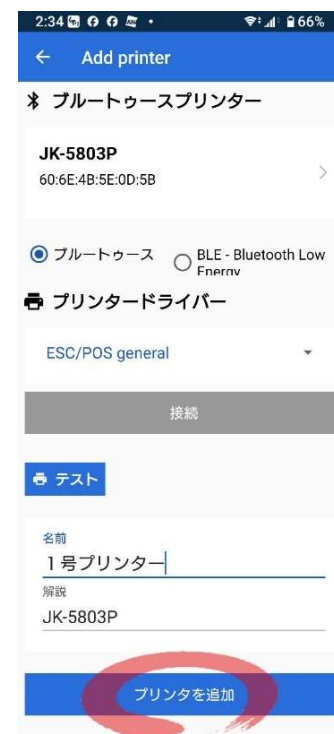 2:34 66%
Add printer
ブルートゥースプリンター
JK-5803P
60:6E:4B:5E:0D:5B
ブルートゥース
BLE - Bluetooth Low
Energy
プリンタードライバー
ESC/POS general
接続
テスト
名前
１号プリンター
解説
JK-5803P
プリンタを追加